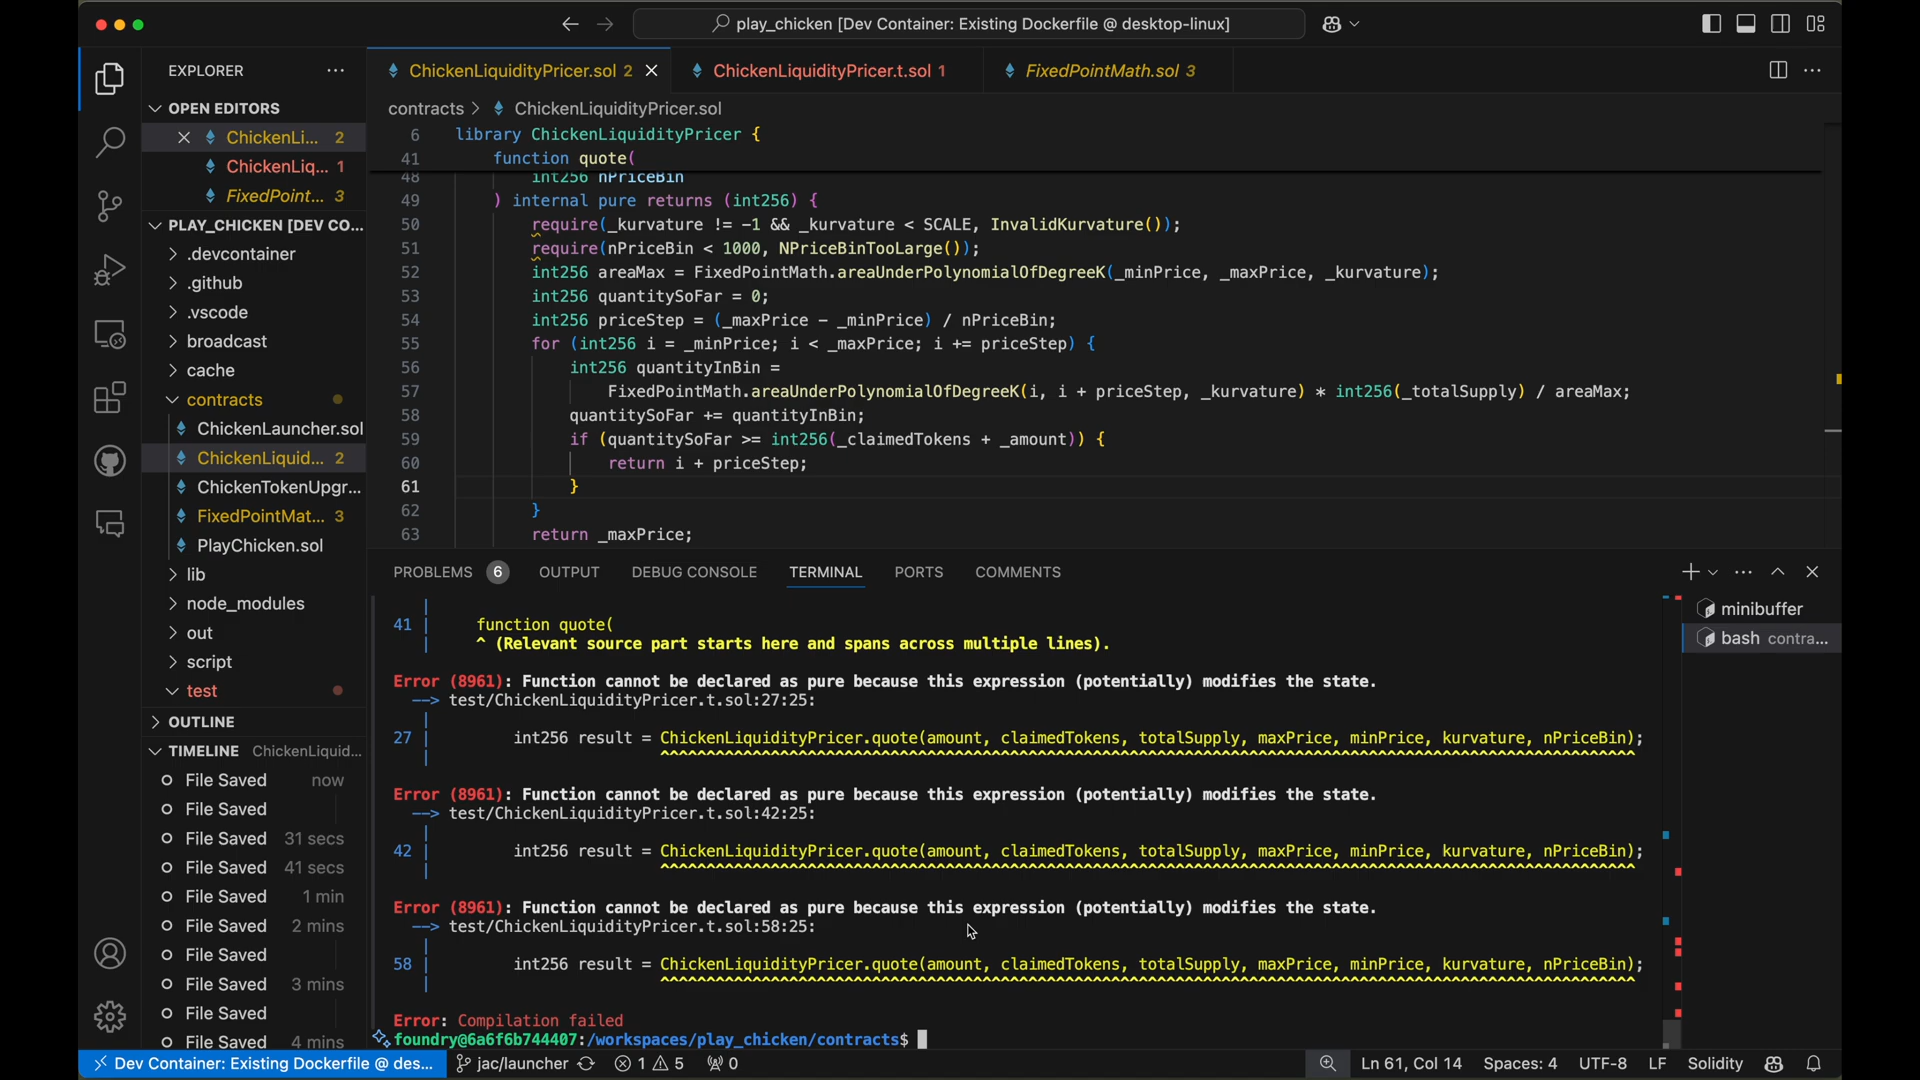 play_chicken [Dev Container: Existing Dockerfile @ desktop-linux]
EXPLORER
OPEN EDITORS
ChickenLi... 2
ChickenLiq... 1
FixedPoint... 3
PLAY_CHICKEN [DEV CO...
.devcontainer
.github
.vscode
broadcast
cache
contracts
ChickenLauncher.sol
ChickenLiquid... 2
ChickenTokenUpgr...
FixedPointMat... 3
PlayChicken.sol
lib
node_modules
out
script
test
OUTLINE
TIMELINE ChickenLiquid...
File Saved now
File Saved
File Saved 31 secs
File Saved 41 secs
File Saved 1 min
File Saved 2 mins
File Saved
File Saved 3 mins
File Saved
File Saved 4 mins
ChickenLiquidityPricer.sol 2
ChickenLiquidityPricer.t.sol 1
FixedPointMath.sol 3
contracts > ChickenLiquidityPricer.sol
6 library ChickenLiquidityPricer {
41 function quote(
48 int256 nPriceBin
49 ) internal pure returns (int256) {
50 require(_kurvature != -1 && _kurvature < SCALE, InvalidKurvature());
51 require(nPriceBin < 1000, NPriceBinTooLarge());
52 int256 areaMax = FixedPointMath.areaUnderPolynomialOfDegreeK(_minPrice, _maxPrice, _kurvature);
53 int256 quantitySoFar = 0;
54 int256 priceStep = (_maxPrice - _minPrice) / nPriceBin;
55 for (int256 i = _minPrice; i < _maxPrice; i += priceStep) {
56 int256 quantityInBin =
57 FixedPointMath.areaUnderPolynomialOfDegreeK(i, i + priceStep, _kurvature) * int256(_totalSupply) / areaMax;
58 quantitySoFar += quantityInBin;
59 if (quantitySoFar >= int256(_claimedTokens + _amount)) {
60 return i + priceStep;
61 }
62 }
63 return _maxPrice;
PROBLEMS 6 OUTPUT DEBUG CONSOLE TERMINAL PORTS COMMENTS
41 | function quote(
| ^ (Relevant source part starts here and spans across multiple lines).
Error (8961): Function cannot be declared as pure because this expression (potentially) modifies the state.
--> test/ChickenLiquidityPricer.t.sol:27:25:
27 | int256 result = ChickenLiquidityPricer.quote(amount, claimedTokens, totalSupply, maxPrice, minPrice, kurvature, nPriceBin);
Error (8961): Function cannot be declared as pure because this expression (potentially) modifies the state.
--> test/ChickenLiquidityPricer.t.sol:42:25:
42 | int256 result = ChickenLiquidityPricer.quote(amount, claimedTokens, totalSupply, maxPrice, minPrice, kurvature, nPriceBin);
Error (8961): Function cannot be declared as pure because this expression (potentially) modifies the state.
--> test/ChickenLiquidityPricer.t.sol:58:25:
58 | int256 result = ChickenLiquidityPricer.quote(amount, claimedTokens, totalSupply, maxPrice, minPrice, kurvature, nPriceBin);
Error: Compilation failed
foundry@6a6f6b744407:/workspaces/play_chicken/contracts$
minibuffer
bash contra...
Dev Container: Existing Dockerfile @ des... jac/launcher 1 5 0 Ln 61, Col 14 Spaces: 4 UTF-8 LF Solidity